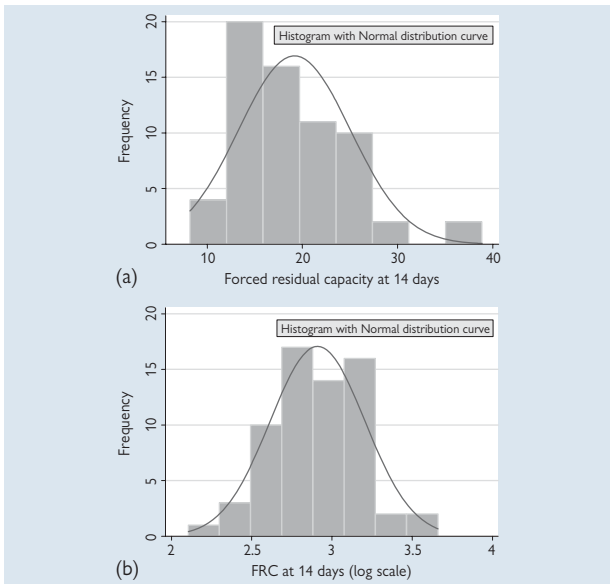 Histogram with Normal distribution curve
Frequency
20
15
10
5
0
10 20 30 40
(a)
Forced residual capacity at 14 days
Histogram with Normal distribution curve
Frequency
20
15
10
5
0
2 2.5 3 3.5 4
(b)
FRC at 14 days (log scale)